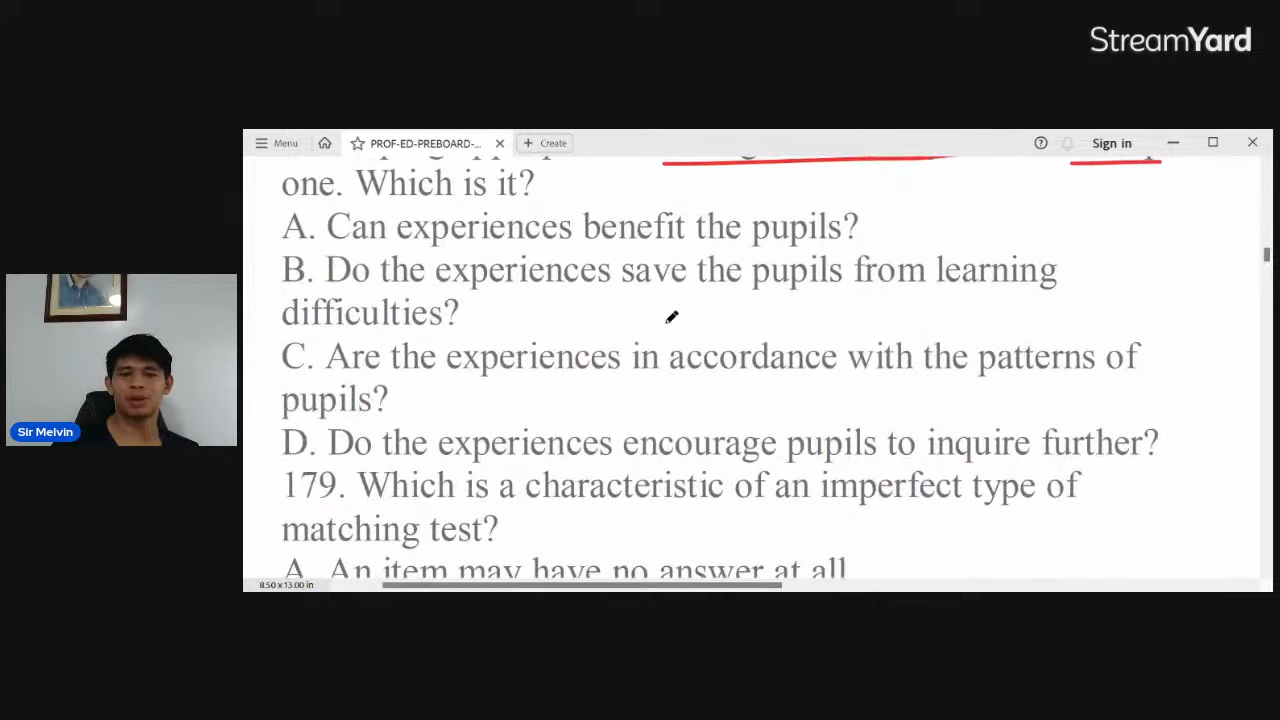 StreamYard
Menu
PROF-ED-PREBOARD-...
Create
Sign in
one. Which is it?
A. Can experiences benefit the pupils?
B. Do the experiences save the pupils from learning
difficulties?
C. Are the experiences in accordance with the patterns of
pupils?
D. Do the experiences encourage pupils to inquire further?
179. Which is a characteristic of an imperfect type of
matching test?
A. An item may have no answer at all
8.50 x 13.00 in
Sir Melvin